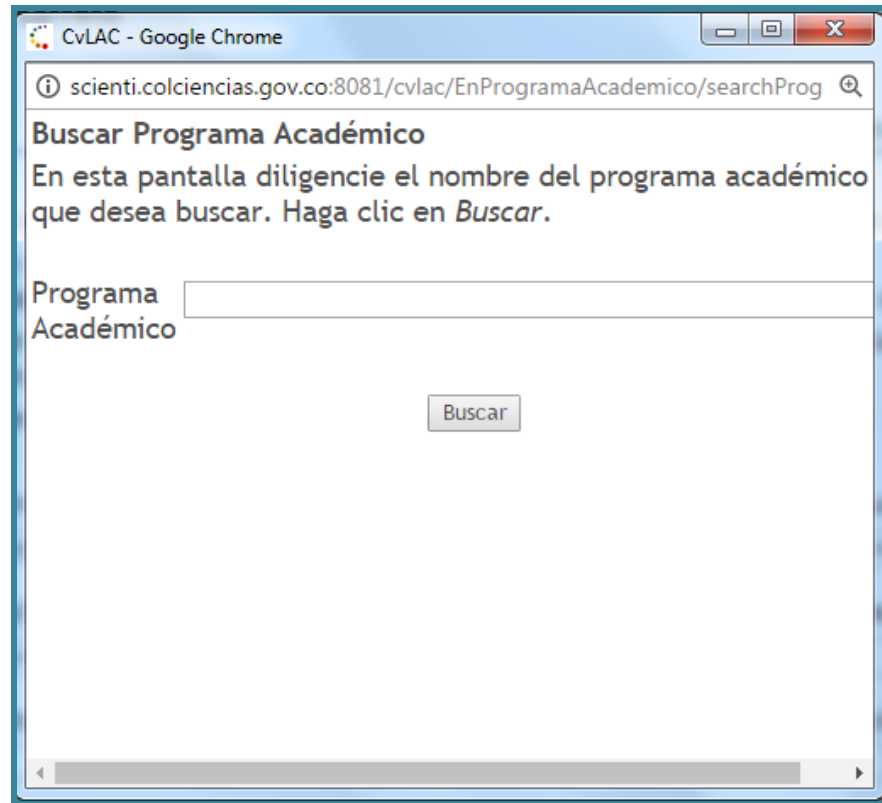 CvLAC - Google Chrome
scienti.colciencias.gov.co:8081/cvlac/EnProgramaAcademico/searchProg
Buscar Programa Académico
En esta pantalla diligencie el nombre del programa académico
que desea buscar. Haga clic en Buscar.
Programa
Académico
Buscar